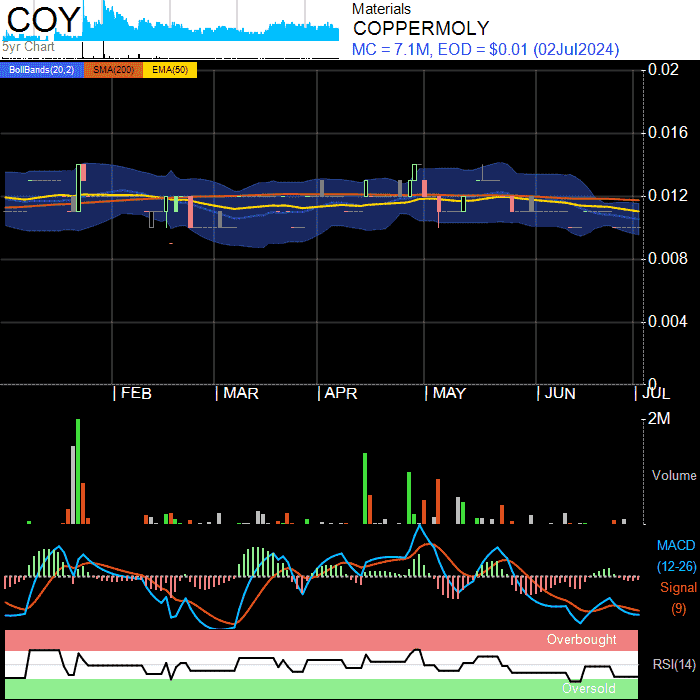 COY
5yr Chart
Materials
COPPERMOLY
MC = 7.1M, EOD = $0.01 (02Jul2024)
BollBands(20,2) SMA(200) EMA(50)
0.02
0.016
0.012
0.008
0.004
0
FEB MAR APR MAY JUN JUL
2M
Volume
MACD
(12-26)
Signal
(9)
Overbought
RSI(14)
Oversold